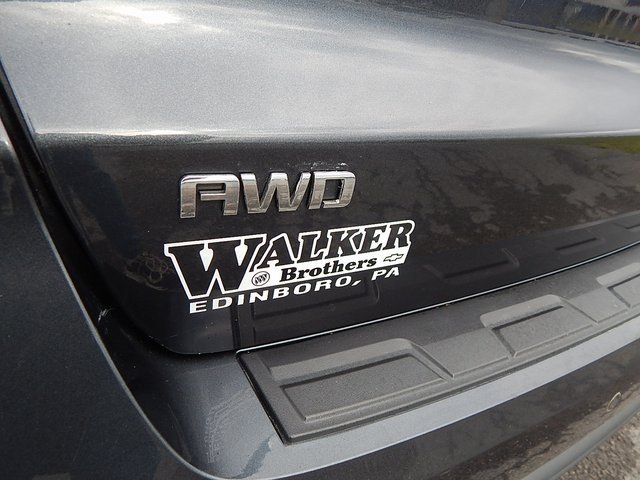 AWD
WALKER
Brothers
EDINBORO, PA